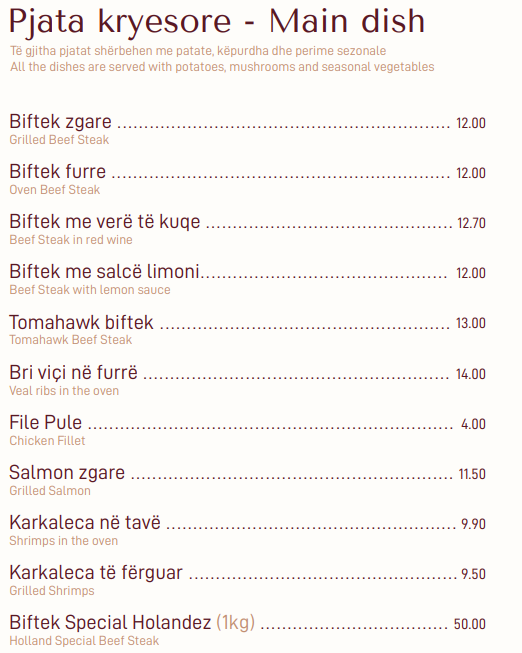 Pjata kryesore - Main dish
Të gjitha pjatat shërbehen me patate, këpurdha dhe perime sezonale
All the dishes are served with potatoes, mushrooms and seasonal vegetables
Biftek zgare ........................................................ 12.00
Grilled Beef Steak
Biftek furre ........................................................ 12.00
Oven Beef Steak
Biftek me verë të kuqe ........................................ 12.70
Beef Steak in red wine
Biftek me salcë limoni........................................ 12.00
Beef Steak with lemon sauce
Tomahawk biftek ................................................ 13.00
Tomahawk Beef Steak
Bri viçi në furrë .................................................. 14.00
Veal ribs in the oven
File Pule ............................................................ 4.00
Chicken Fillet
Salmon zgare ...................................................... 11.50
Grilled Salmon
Karkaleca në tavë ................................................ 9.90
Shrimps in the oven
Karkaleca të fërguar ............................................ 9.50
Grilled Shrimps
Biftek Special Holandez (1kg) .............................. 50.00
Holland Special Beef Steak